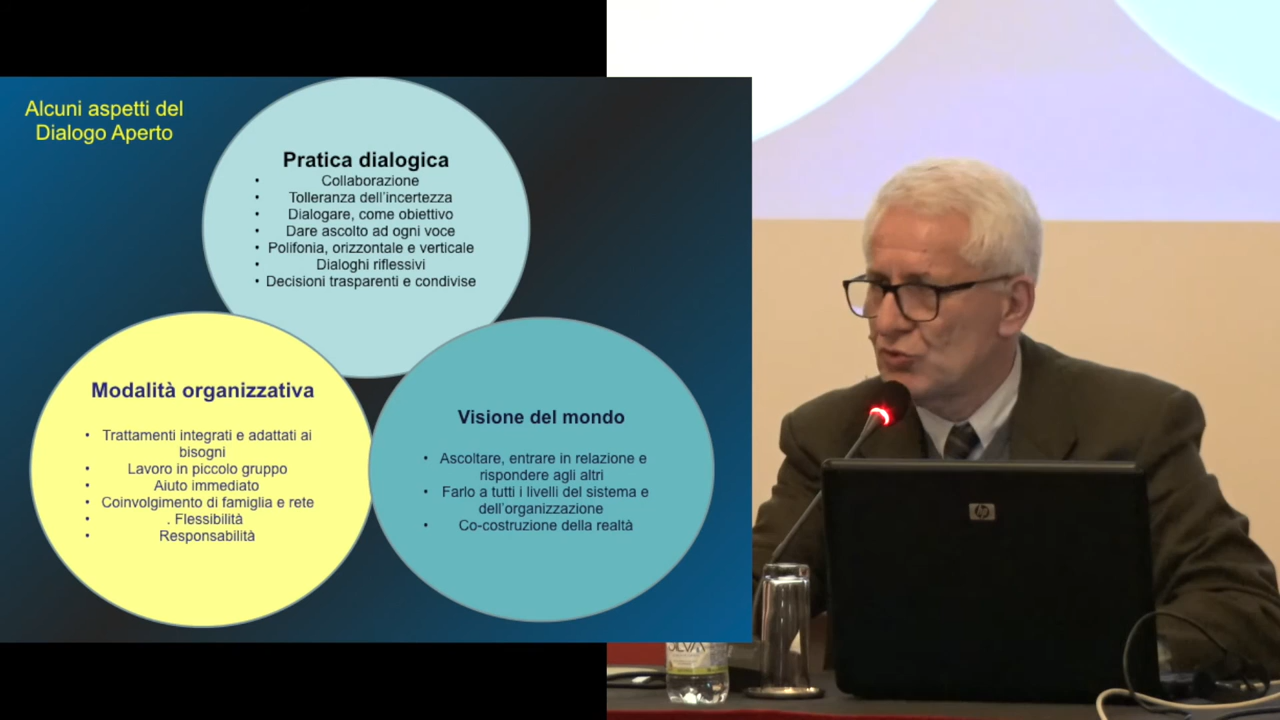 Alcuni aspetti del
Dialogo Aperto
Pratica dialogica
• Collaborazione
• Tolleranza dell'incertezza
• Dialogare, come obiettivo
• Dare ascolto ad ogni voce
• Polifonia, orizzontale e verticale
• Dialoghi riflessivi
• Decisioni trasparenti e condivise
Modalità organizzativa
• Trattamenti integrati e adattati ai
bisogni
• Lavoro in piccolo gruppo
• Aiuto immediato
• Coinvolgimento di famiglia e rete
• . Flessibilità
• Responsabilità
Visione del mondo
• Ascoltare, entrare in relazione e
rispondere agli altri
• Farlo a tutti i livelli del sistema e
dell'organizzazione
• Co-costruzione della realtà
hp